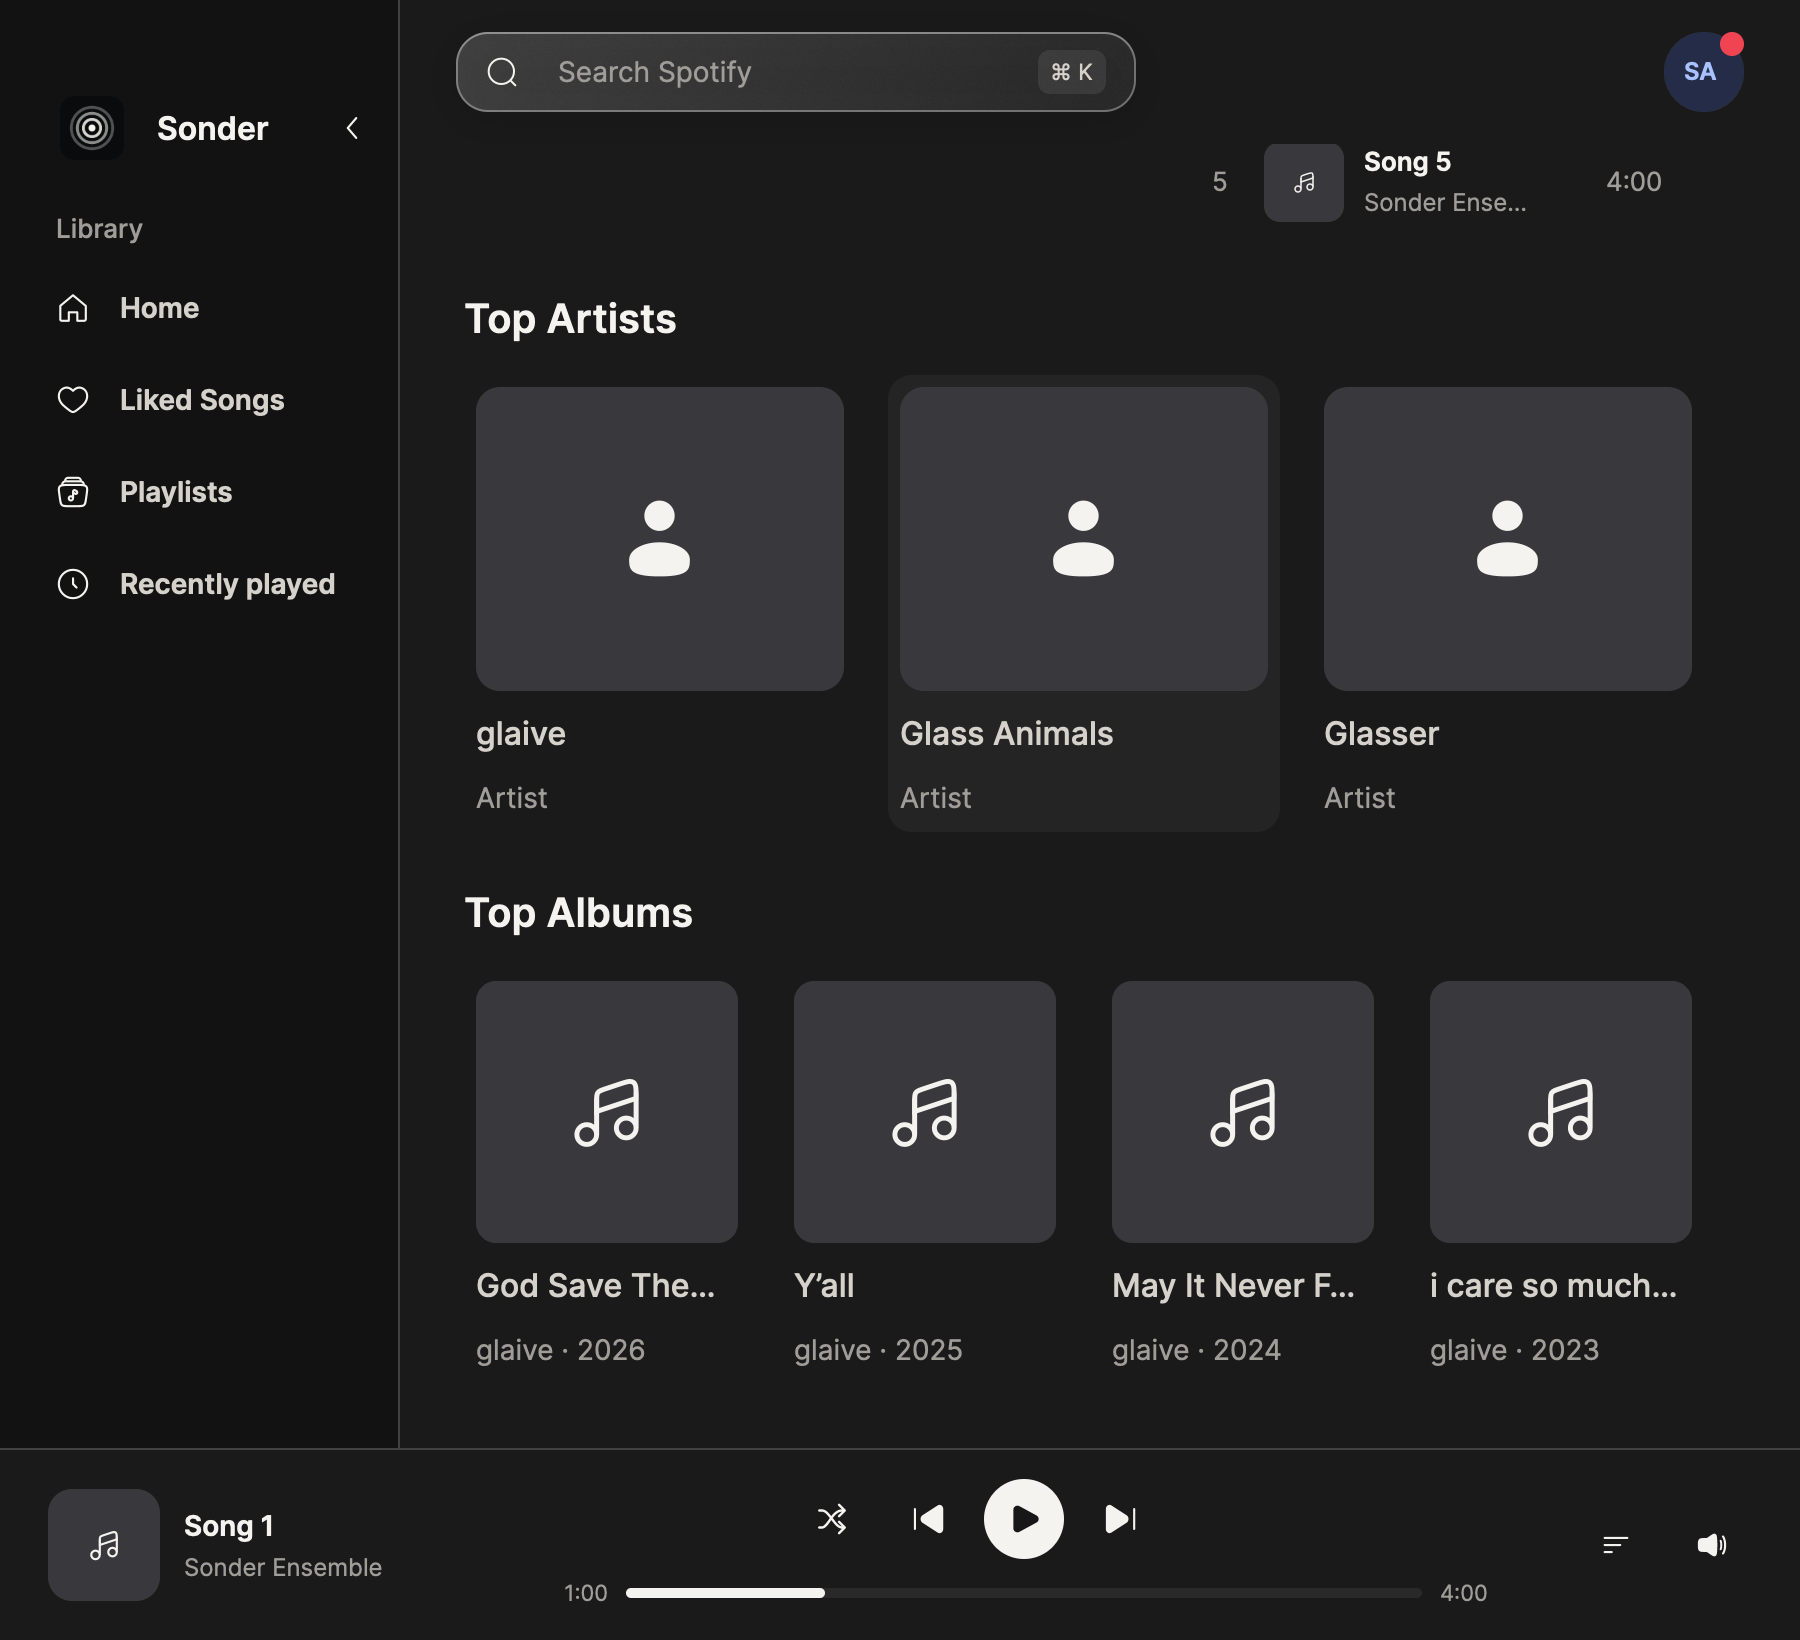 Sonder
Library
Home
Liked Songs
Playlists
Recently played
Search Spotify
⌘ K
SA
5
Song 5
Sonder Ense...
4:00
Top Artists
glaive
Artist
Glass Animals
Artist
Glasser
Artist
Top Albums
God Save The...
glaive · 2026
Y’all
glaive · 2025
May It Never F...
glaive · 2024
i care so much...
glaive · 2023
Song 1
Sonder Ensemble
1:00
4:00